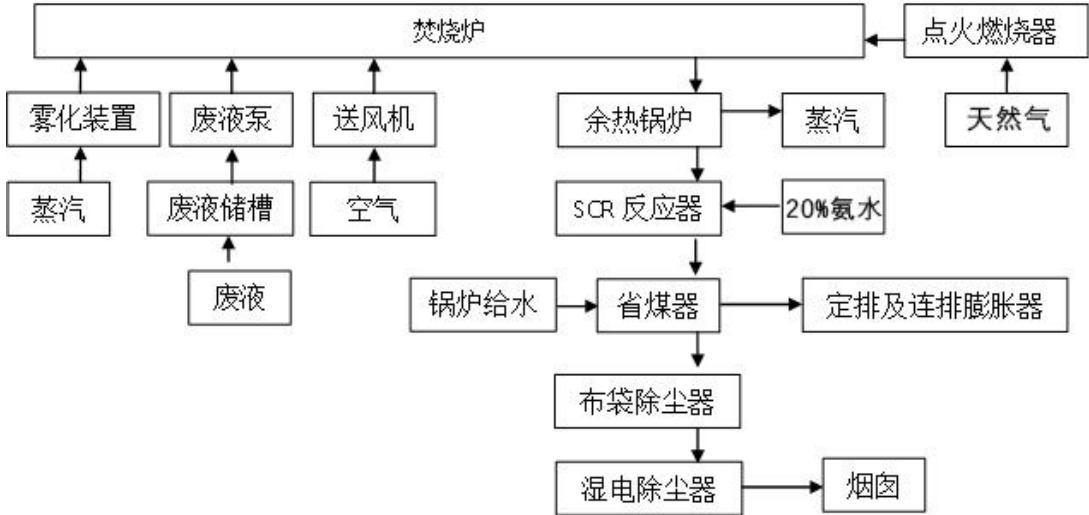 焚烧炉
点火燃烧器
雾化装置
废液泵
送风机
余热锅炉
蒸汽
天然气
蒸汽
废液储槽
空气
SCR 反应器
20%氨水
废液
锅炉给水
省煤器
定排及连排膨胀器
布袋除尘器
湿电除尘器
烟囱